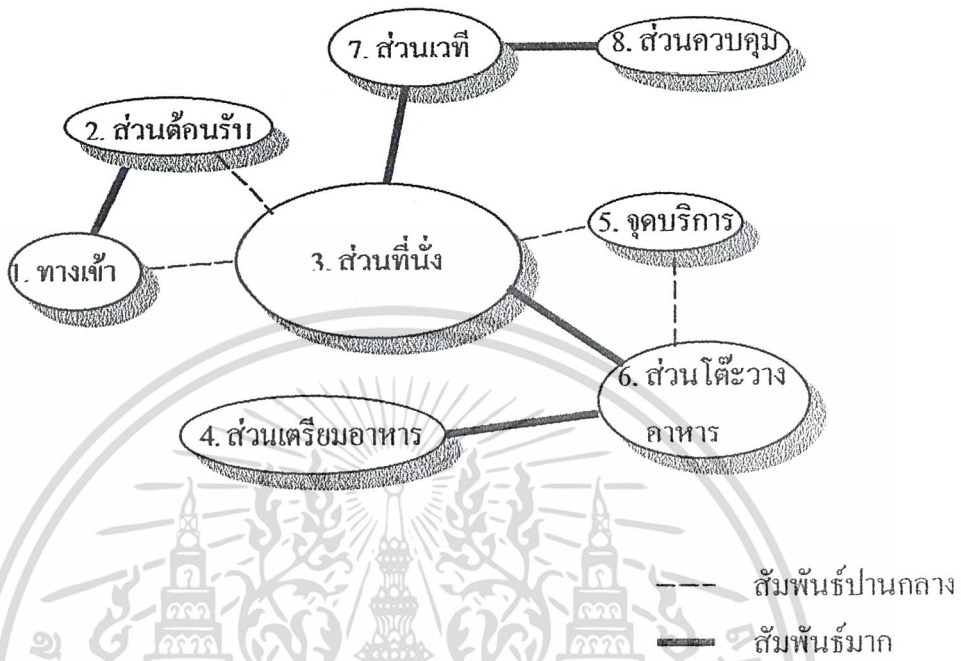 7. ส่วนเวที
8. ส่วนควบคุม
2. ส่วนต้อนรับ
5. จุดบริการ
3. ส่วนที่นั่ง
1. ทางเข้า
6. ส่วนโต๊ะวาง
อาหาร
4. ส่วนเตรียมอาหาร
สัมพันธ์ปานกลาง
สัมพันธ์มาก